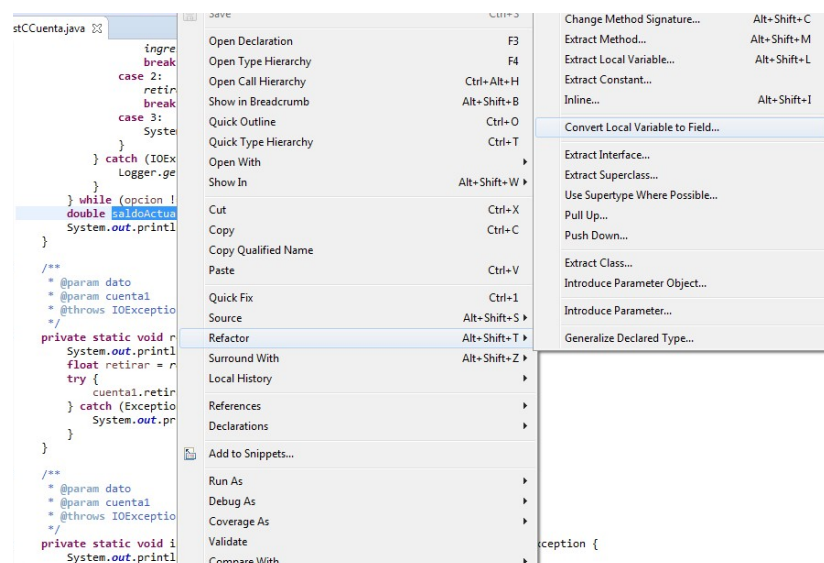 stCCuenta.java
ingre
break
case 2:
retir
break
case 3:
Syste
}
} catch (IOEx
Logger.ge
}
} while (opcion !
double saldoActua
System.out.printl
}
/**
* @param dato
* @param cuenta1
* @throws IOExceptio
*/
private static void r
System.out.printl
float retirar = r
try {
cuenta1.retir
} catch (Exceptio
System.out.pr
}
}
/**
* @param dato
* @param cuenta1
* @throws IOExceptio
*/
private static void i
xception {
System.out.printl
Save Ctrl+S
Open Declaration F3
Open Type Hierarchy F4
Open Call Hierarchy Ctrl+Alt+H
Show in Breadcrumb Alt+Shift+B
Quick Outline Ctrl+O
Quick Type Hierarchy Ctrl+T
Open With
Show In Alt+Shift+W
Cut Ctrl+X
Copy Ctrl+C
Copy Qualified Name
Paste Ctrl+V
Quick Fix Ctrl+1
Source Alt+Shift+S
Refactor Alt+Shift+T
Surround With Alt+Shift+Z
Local History
References
Declarations
Add to Snippets...
Run As
Debug As
Coverage As
Validate
Compare With
Change Method Signature... Alt+Shift+C
Extract Method... Alt+Shift+M
Extract Local Variable... Alt+Shift+L
Extract Constant...
Inline... Alt+Shift+I
Convert Local Variable to Field...
Extract Interface...
Extract Superclass...
Use Supertype Where Possible...
Pull Up...
Push Down...
Extract Class...
Introduce Parameter Object...
Introduce Parameter...
Generalize Declared Type...